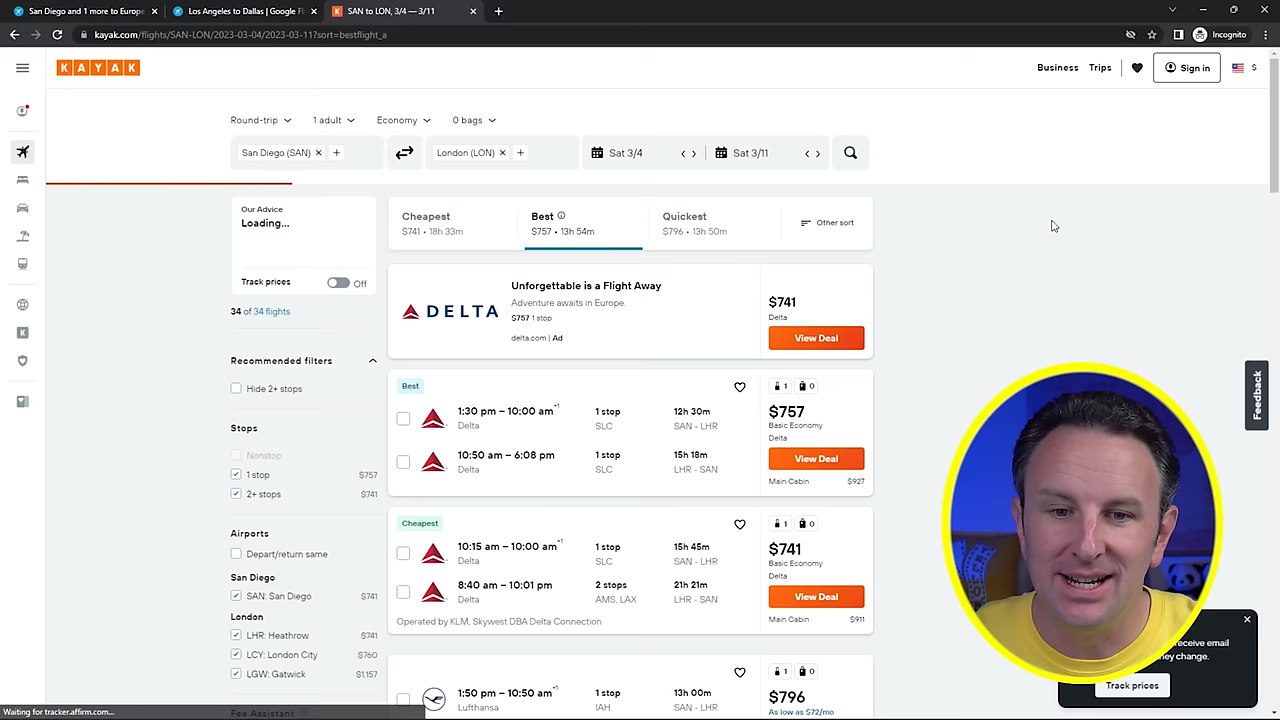 San Diego and 1 more to Europe
Los Angeles to Dallas | Google Fl
SAN to LON, 3/4 — 3/11
kayak.com/flights/SAN-LON/2023-03-04/2023-03-11?sort=bestflight_a
Incognito
KAYAK
Business
Trips
Sign in
$
Round-trip
1 adult
Economy
0 bags
San Diego (SAN)
London (LON)
Sat 3/4
Sat 3/11
Our Advice
Loading...
Track prices
Off
34 of 34 flights
Recommended filters
Hide 2+ stops
Stops
Nonstop
1 stop $757
2+ stops $741
Airports
Depart/return same
San Diego
SAN: San Diego $741
London
LHR: Heathrow $741
LCY: London City $760
LGW: Gatwick $1,157
Fee Assistant
Cheapest
$741 • 18h 33m
Best
$757 • 13h 54m
Quickest
$796 • 13h 50m
Other sort
DELTA
Unforgettable is a Flight Away
Adventure awaits in Europe.
$757 1 stop
delta.com | Ad
$741
Delta
View Deal
Best
1:30 pm – 10:00 am+1 1 stop 12h 30m
Delta SLC SAN - LHR
10:50 am – 6:08 pm 1 stop 15h 18m
Delta SLC LHR - SAN
1 0
$757
Basic Economy
Delta
View Deal
Main Cabin $927
Cheapest
10:15 am – 10:00 am+1 1 stop 15h 45m
Delta SLC SAN - LHR
8:40 am – 10:01 pm 2 stops 21h 21m
Delta AMS, LAX LHR - SAN
Operated by KLM, Skywest DBA Delta Connection
1 0
$741
Basic Economy
Delta
View Deal
Main Cabin $911
1:50 pm – 10:50 am+1 1 stop 13h 00m
Lufthansa IAH SAN - LHR
1 0
$796
As low as $72/mo
Feedback
receive email
change.
Track prices
Waiting for tracker.affirm.com...